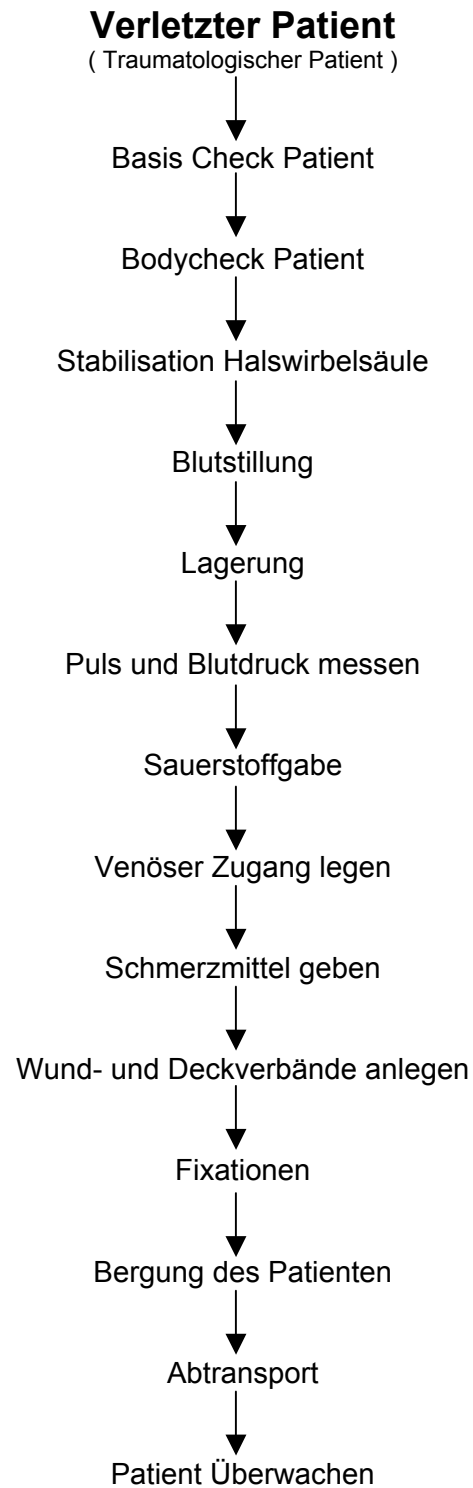 Verletzter Patient
( Traumatologischer Patient )
Basis Check Patient
Bodycheck Patient
Stabilisation Halswirbelsäule
Blutstillung
Lagerung
Puls und Blutdruck messen
Sauerstoffgabe
Venöser Zugang legen
Schmerzmittel geben
Wund- und Deckverbände anlegen
Fixationen
Bergung des Patienten
Abtransport
Patient Überwachen